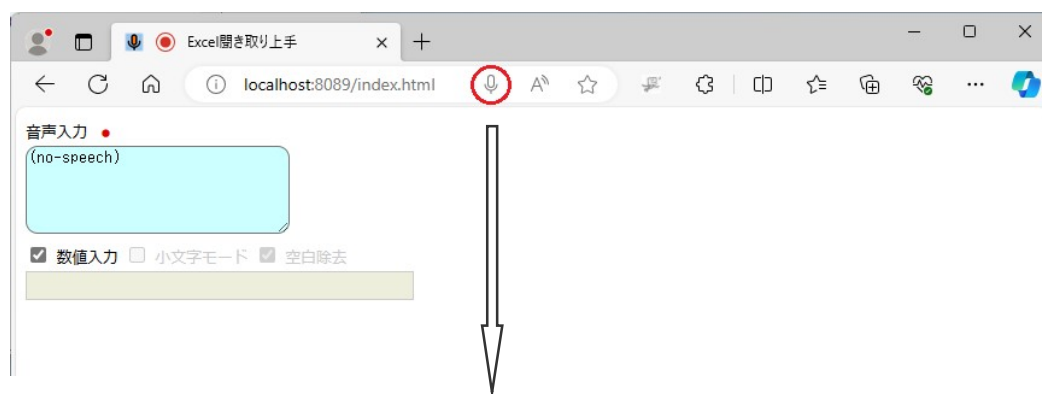 Excel聞き取り上手
localhost:8089/index.html
音声入力
(no-speech)
数値入力 小文字モード 空白除去